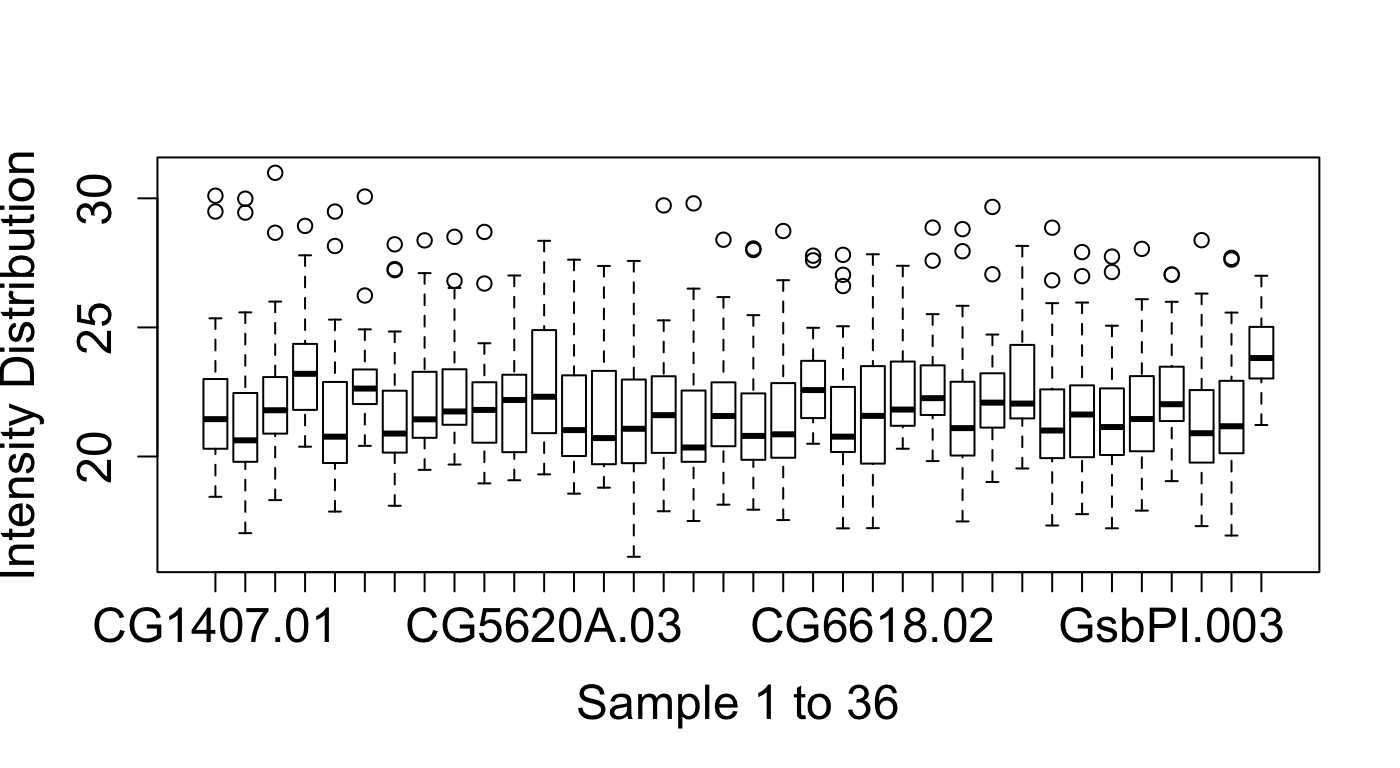 Intensity Distribution
30
25
20
CG1407.01 CG5620A.03 CG6618.02 GsbPI.003
Sample 1 to 36